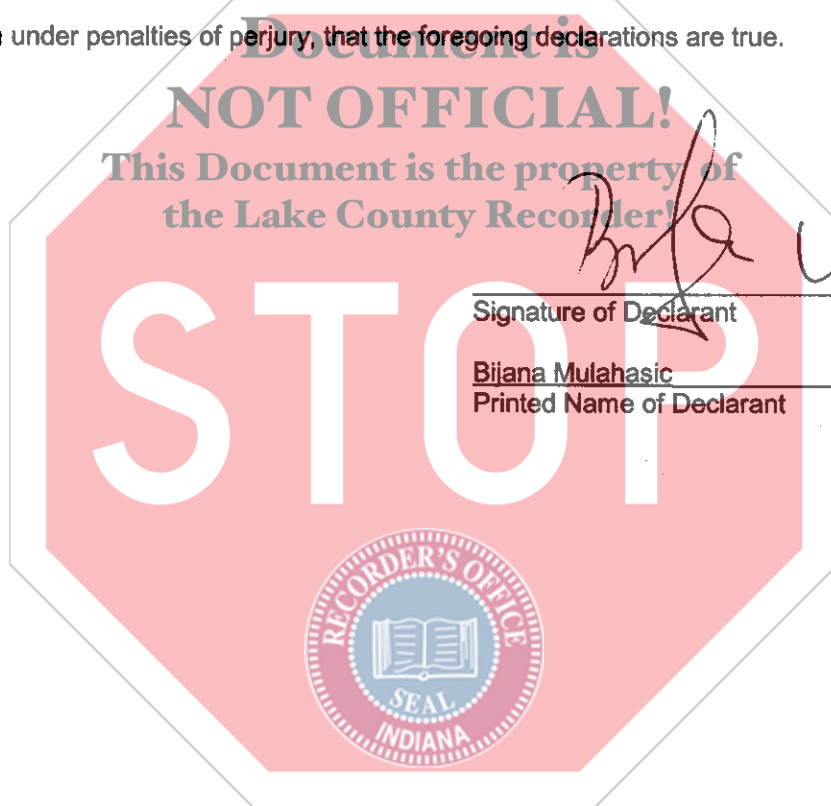 under penalties of perjury, that the foregoing declarations are true.
Document is
NOT OFFICIAL!
This Document is the property of
the Lake County Recorder!
Signature of Declarant
Bijana Mulahasic
Printed Name of Declarant
STOP
RECORDER'S OFFICE
SEAL
INDIANA